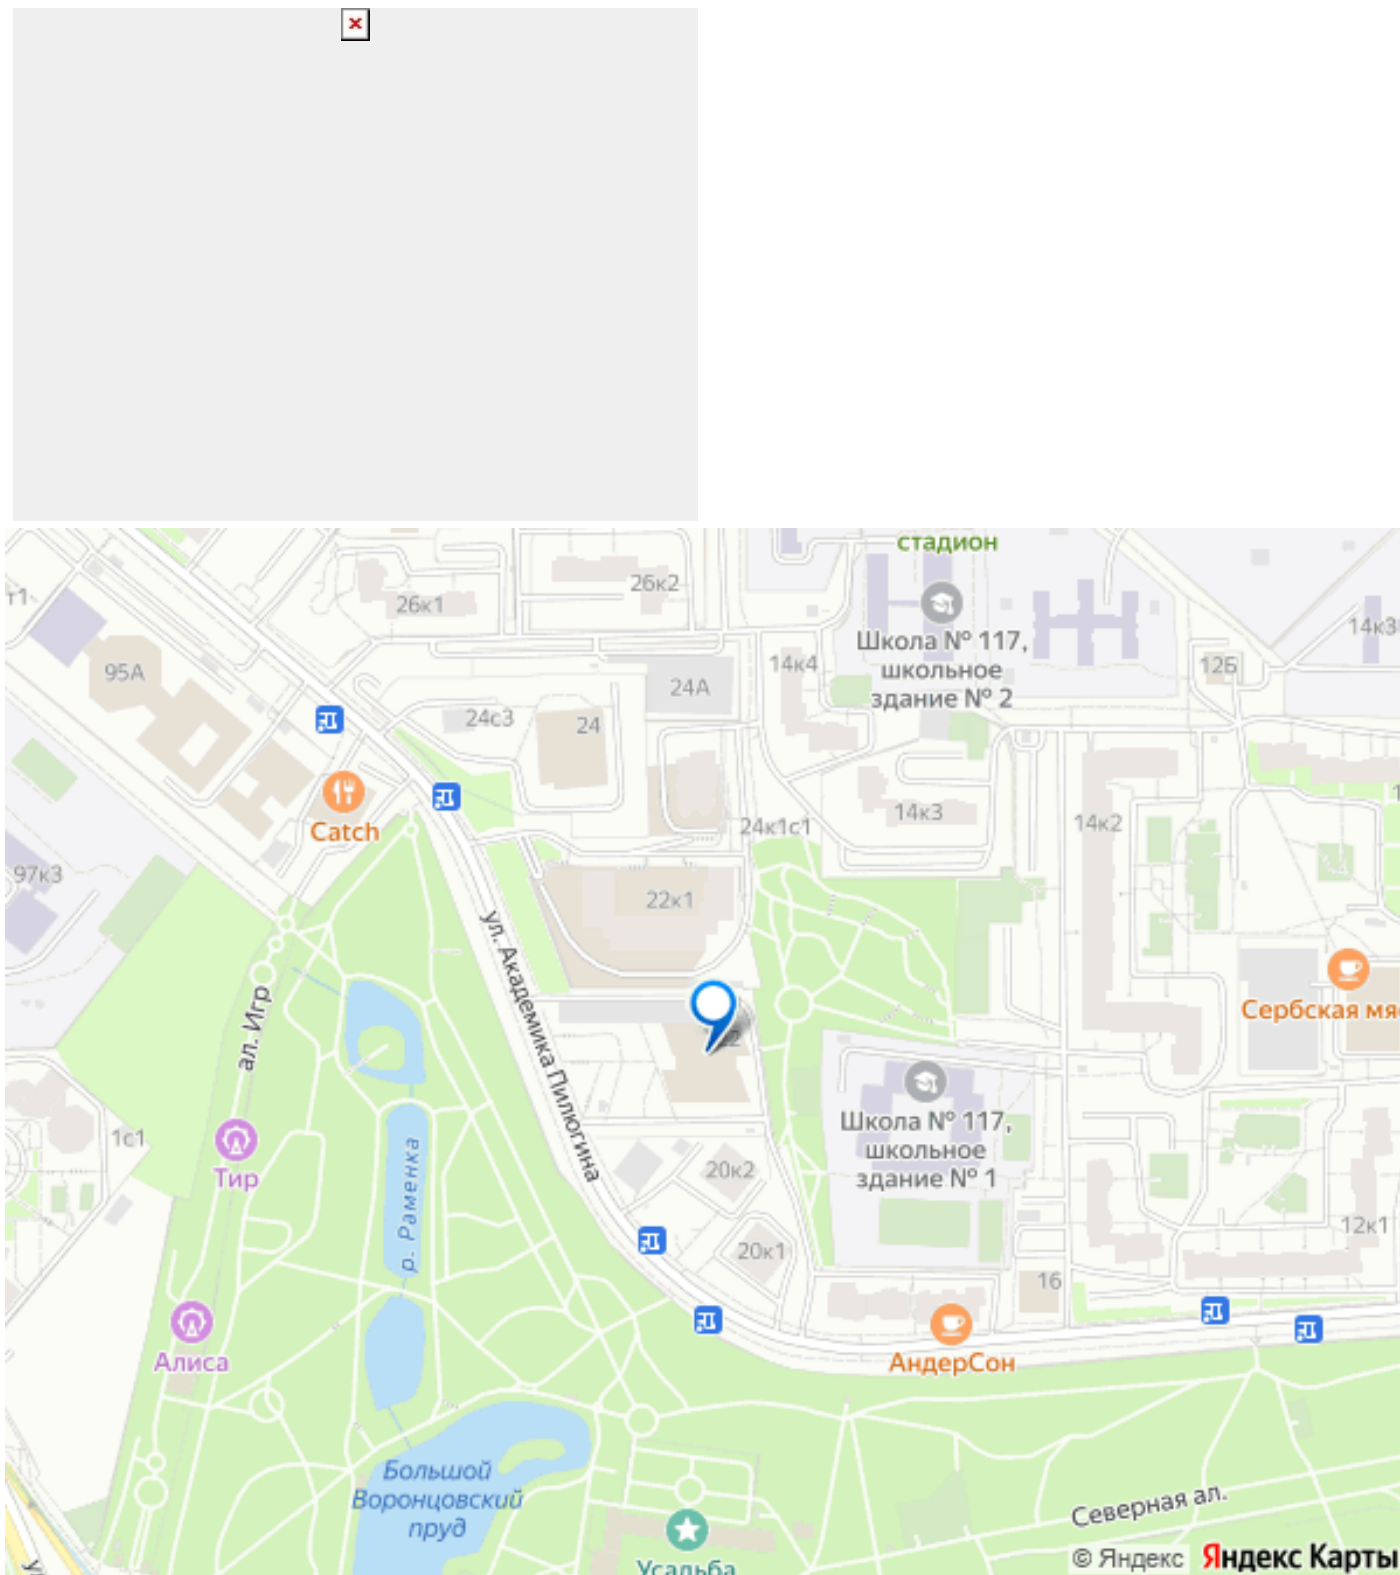 стадион
26к2
26к1
14к3
Школа № 117,
школьное
здание № 2
14к4
12Б
95А
24А
24с3
24
Catch
14к3
14к2
24к1с1
97к3
22к1
ул. Академика Пилюгина
ал. Игр
Сербская мя
Школа № 117,
школьное
здание № 1
1с1
Тир
р. Раменка
20к2
20к1
12к1
16
Алиса
АндерСон
Большой
Воронцовский
пруд
Северная ал.
Усадьба
© Яндекс Яндекс Карты